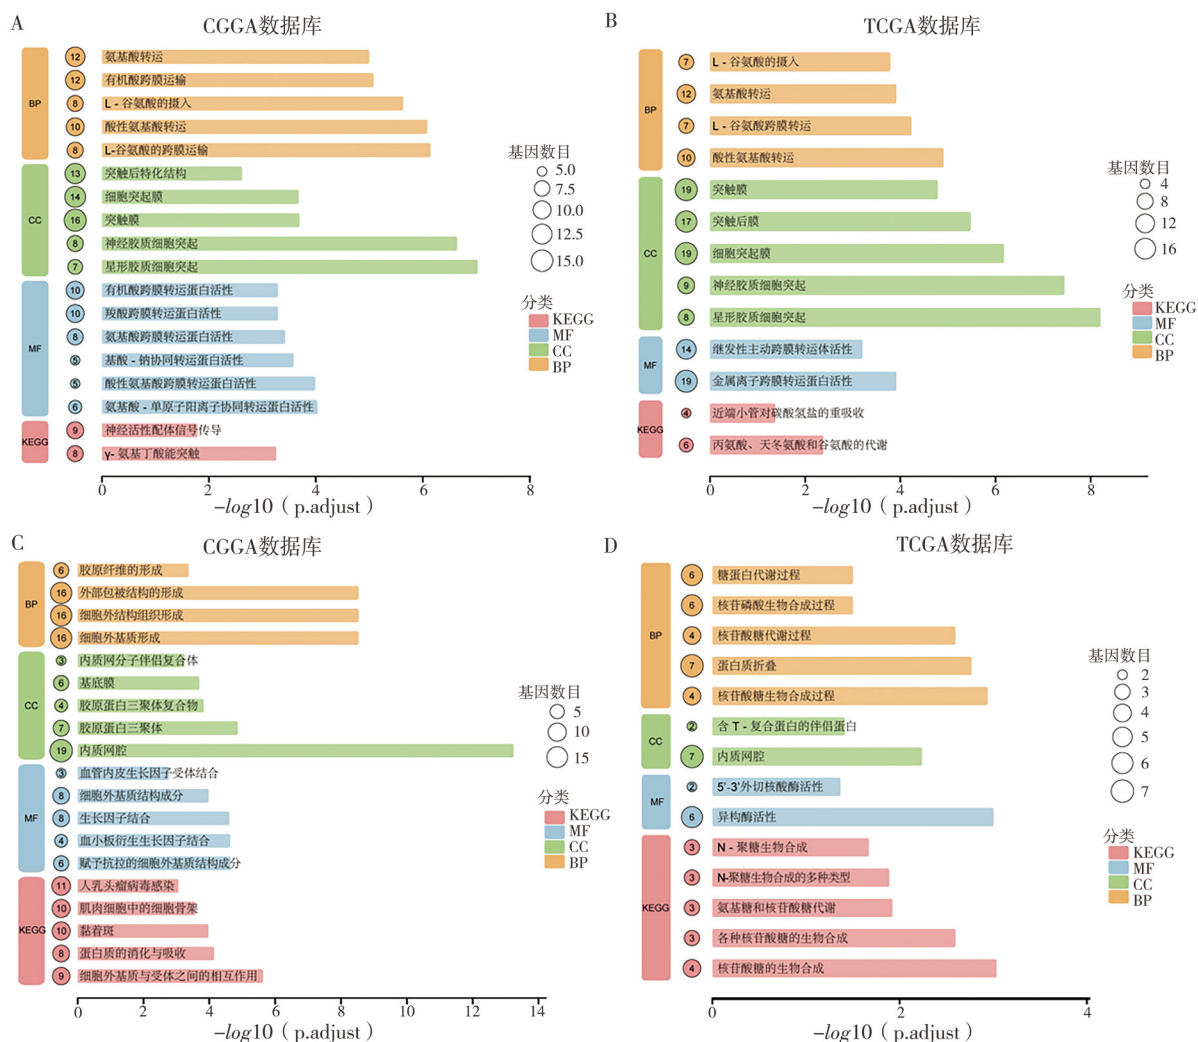 A
CGGA数据库
BP
12 氨基酸转运
12 有机酸跨膜运输
8 L - 谷氨酸的摄入
10 酸性氨基酸转运
8 L-谷氨酸的跨膜运输
CC
13 突触后特化结构
14 细胞突起膜
16 突触膜
8 神经胶质细胞突起
7 星形胶质细胞突起
MF
10 有机酸跨膜转运蛋白活性
10 羧酸跨膜转运蛋白活性
8 氨基酸跨膜转运蛋白活性
5 基酸 - 钠协同转运蛋白活性
5 酸性氨基酸跨膜转运蛋白活性
6 氨基酸 - 单原子阳离子协同转运蛋白活性
KEGG
9 神经活性配体信号传导
8 γ- 氨基丁酸能突触
0 2 4 6 8
-log10（p.adjust）
基因数目
5.0
7.5
10.0
12.5
15.0
分类
KEGG
MF
CC
BP
B
TCGA数据库
BP
7 L - 谷氨酸的摄入
12 氨基酸转运
7 L - 谷氨酸跨膜转运
10 酸性氨基酸转运
CC
19 突触膜
17 突触后膜
19 细胞突起膜
9 神经胶质细胞突起
8 星形胶质细胞突起
MF
14 继发性主动跨膜转运体活性
19 金属离子跨膜转运蛋白活性
KEGG
4 近端小管对碳酸氢盐的重吸收
6 丙氨酸、天冬氨酸和谷氨酸的代谢
0 2 4 6 8
-log10（p.adjust）
基因数目
4
8
12
16
分类
KEGG
MF
CC
BP
C
CGGA数据库
BP
6 胶原纤维的形成
16 外部包被结构的形成
16 细胞外结构组织形成
16 细胞外基质形成
CC
3 内质网分子伴侣复合体
6 基底膜
4 胶原蛋白三聚体复合物
7 胶原蛋白三聚体
19 内质网腔
MF
3 血管内皮生长因子受体结合
8 细胞外基质结构成分
8 生长因子结合
4 血小板衍生生长因子结合
6 赋予抗拉的细胞外基质结构成分
KEGG
11 人乳头瘤病毒感染
10 肌肉细胞中的细胞骨架
10 黏着斑
8 蛋白质的消化与吸收
9 细胞外基质与受体之间的相互作用
0 2 4 6 8 10 12 14
-log10（p.adjust）
基因数目
5
10
15
分类
KEGG
MF
CC
BP
D
TCGA数据库
BP
6 糖蛋白代谢过程
6 核苷磷酸生物合成过程
4 核苷酸糖代谢过程
7 蛋白质折叠
4 核苷酸糖生物合成过程
CC
2 含 T - 复合蛋白的伴侣蛋白
7 内质网腔
MF
2 5'-3'外切核酸酶活性
6 异构酶活性
KEGG
3 N - 聚糖生物合成
3 N-聚糖生物合成的多种类型
3 氨基糖和核苷酸糖代谢
3 各种核苷酸糖的生物合成
4 核苷酸糖的生物合成
0 2 4
-log10（p.adjust）
基因数目
2
3
4
5
6
7
分类
KEGG
MF
CC
BP